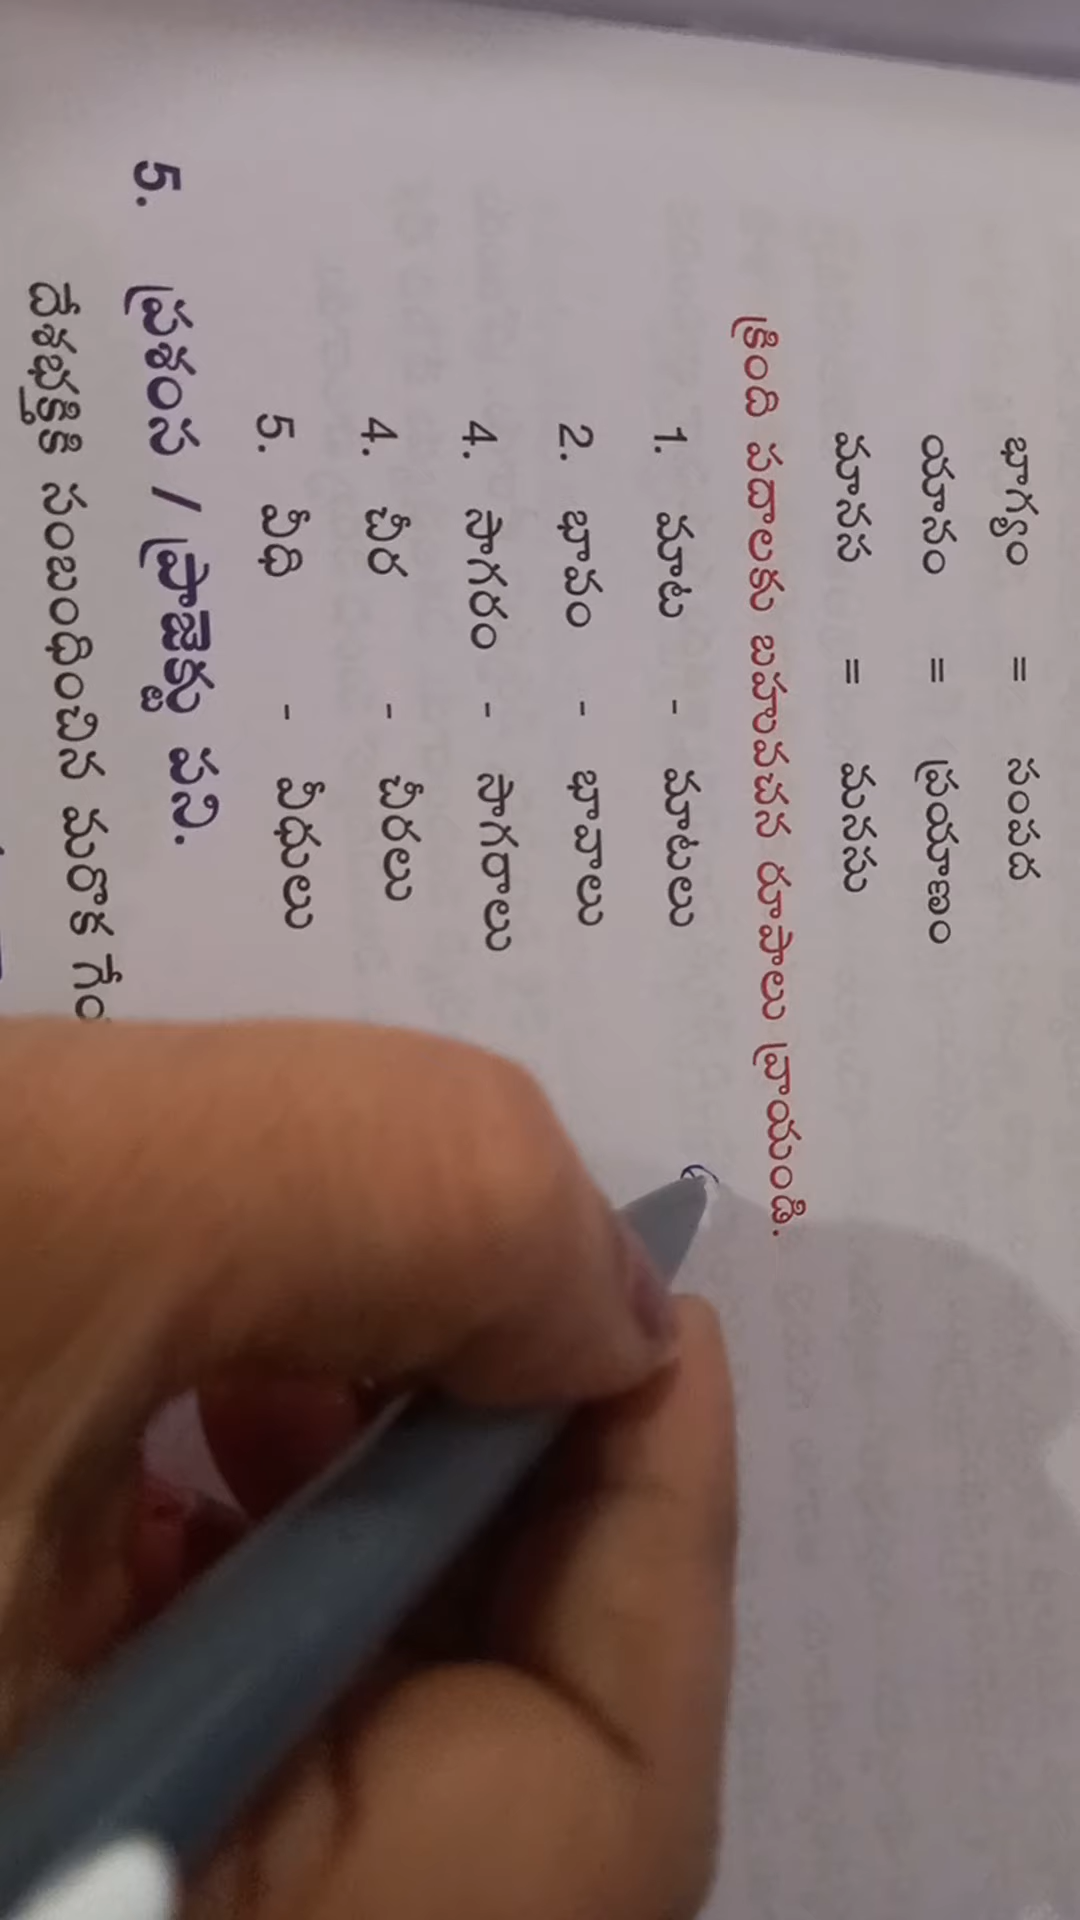 భాగ్యం = సంపద
యానం = ప్రయాణం
మానస = మనసు
క్రింది పదాలకు బహువచన రూపాలు వ్రాయండి.
1. మాట - మాటలు
2. భావం - భావాలు
4. సాగరం - సాగరాలు
4. చీర - చీరలు
5. వీధి - వీధులు
5. ప్రశంస / ప్రాజెక్టు పని.
దేశభక్తికి సంబంధించిన మరొక